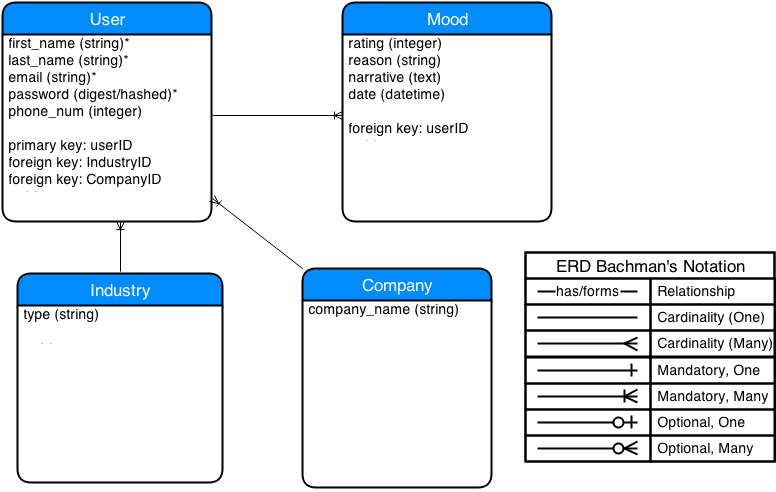 User
first_name (string)*
last_name (string)*
email (string)*
password (digest/hashed)*
phone_num (integer)
primary key: userID
foreign key: IndustryID
foreign key: CompanyID
Mood
rating (integer)
reason (string)
narrative (text)
date (datetime)
foreign key: userID
Industry
type (string)
Company
company_name (string)
ERD Bachman's Notation
has/forms Relationship
Cardinality (One)
Cardinality (Many)
Mandatory, One
Mandatory, Many
Optional, One
Optional, Many